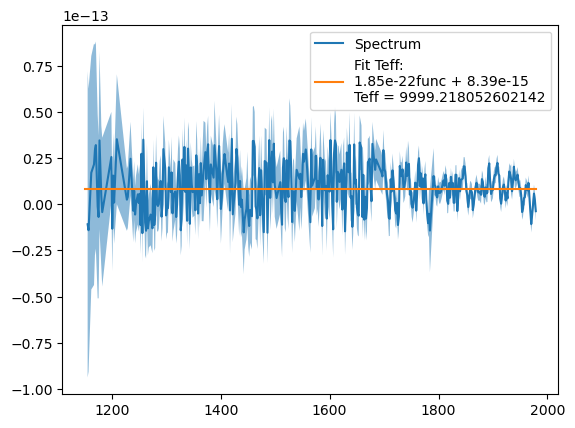 1e−13
Spectrum
Fit Teff:
1.85e-22func + 8.39e-15
Teff = 9999.218052602142
0.75
0.50
0.25
0.00
−0.25
−0.50
−0.75
−1.00
1200 1400 1600 1800 2000